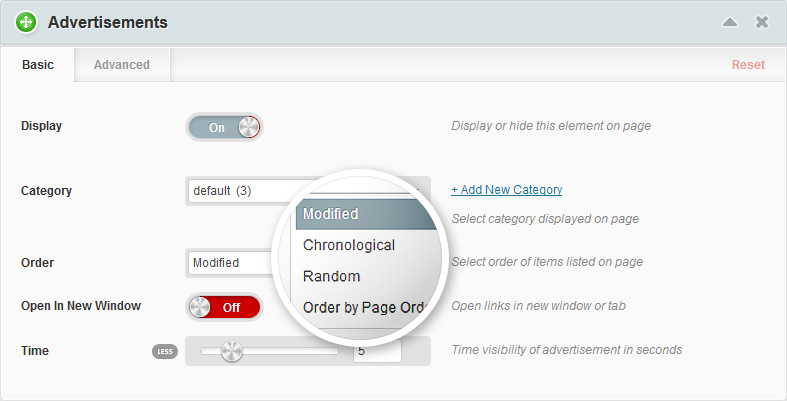 Advertisements
Basic Advanced Reset
Display On Display or hide this element on page
Category default (3) + Add New Category
Select category displayed on page
Modified
Chronological
Random
Order by Page
Order Modified Select order of items listed on page
Open In New Window Off Open links in new window or tab
Time LESS 5 Time visibility of advertisement in seconds